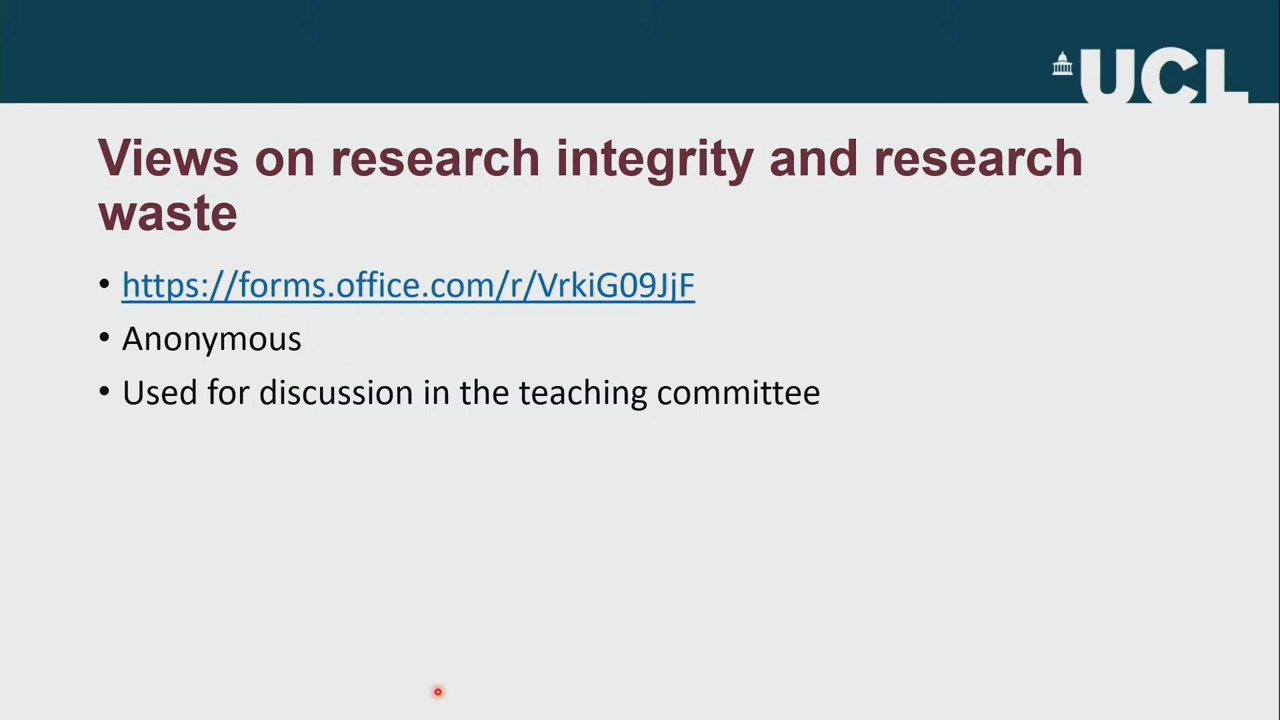 UCL
Views on research integrity and research
waste
• https://forms.office.com/r/VrkiG09JjF
• Anonymous
• Used for discussion in the teaching committee